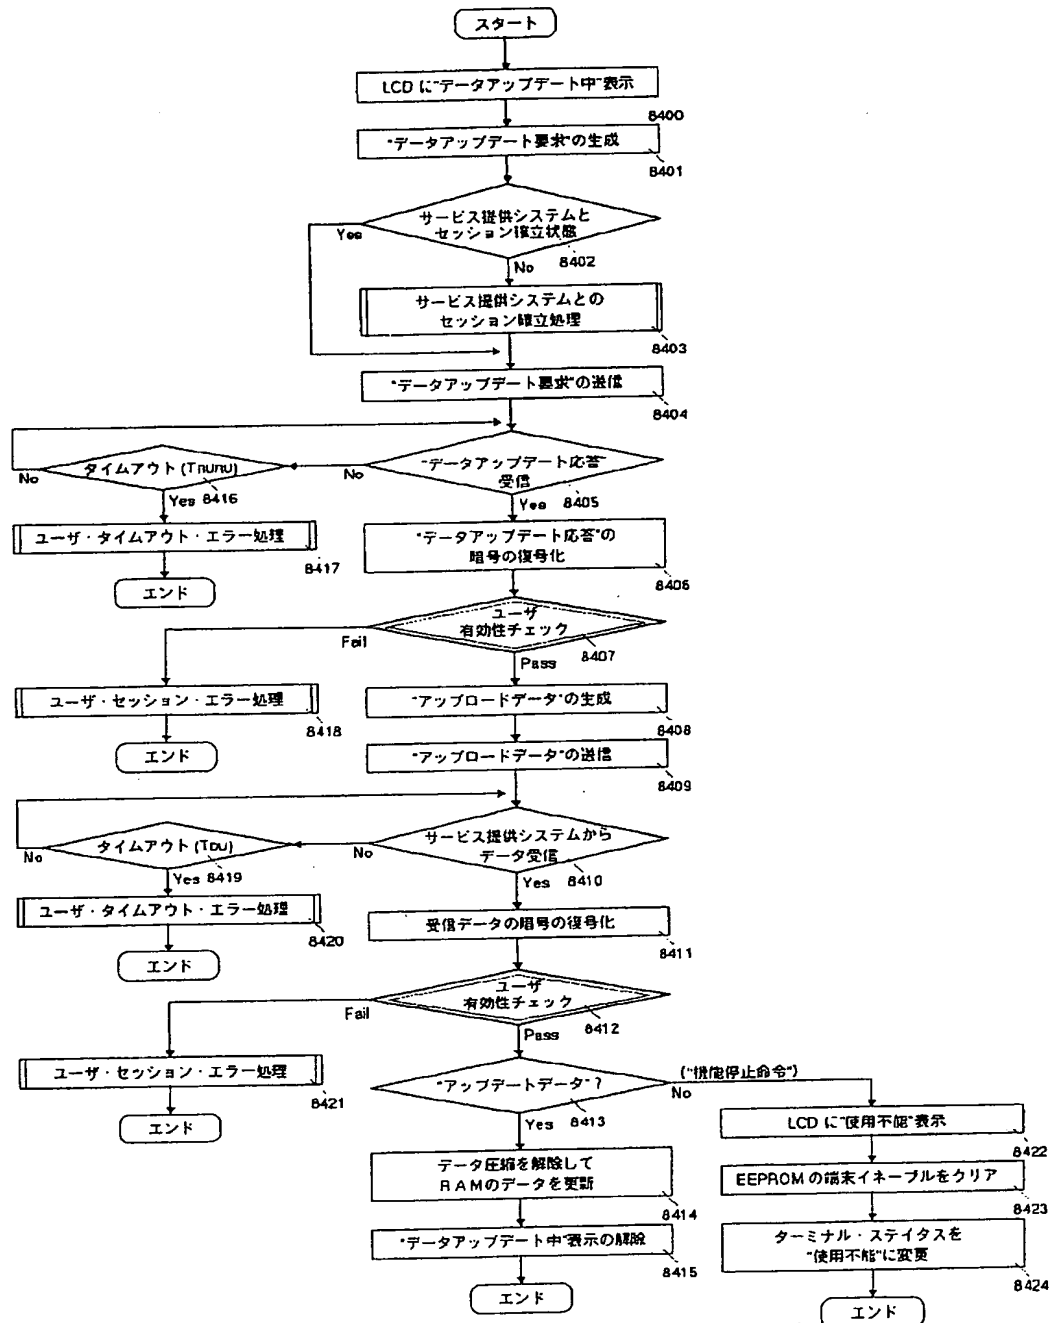 スタート
LCD に"データアップデート中"表示
8400
"データアップデート要求"の生成
8401
サービス提供システムと
セッション確立状態
8402
Yes
No
サービス提供システムとの
セッション確立処理
8403
"データアップデート要求"の送信
8404
"データアップデート応答"
受信
8405
No
Yes
タイムアウト (TRURU)
8416
No
Yes
ユーザ・タイムアウト・エラー処理
8417
エンド
"データアップデート応答"の
暗号の復号化
8406
ユーザ
有効性チェック
8407
Fail
Pass
ユーザ・セッション・エラー処理
8418
エンド
"アップロードデータ"の生成
8408
"アップロードデータ"の送信
8409
サービス提供システムから
データ受信
8410
No
Yes
タイムアウト (TDU)
8419
No
Yes
ユーザ・タイムアウト・エラー処理
8420
エンド
受信データの暗号の復号化
8411
ユーザ
有効性チェック
8412
Fail
Pass
ユーザ・セッション・エラー処理
8421
エンド
"アップデートデータ"?
8413
("機能停止命令")
No
Yes
LCD に"使用不能"表示
8422
EEPROM の端末イネーブルをクリア
8423
ターミナル・ステイタスを
"使用不能"に変更
8424
エンド
データ圧縮を解除して
RAMのデータを更新
8414
"データアップデート中"表示の解除
8415
エンド